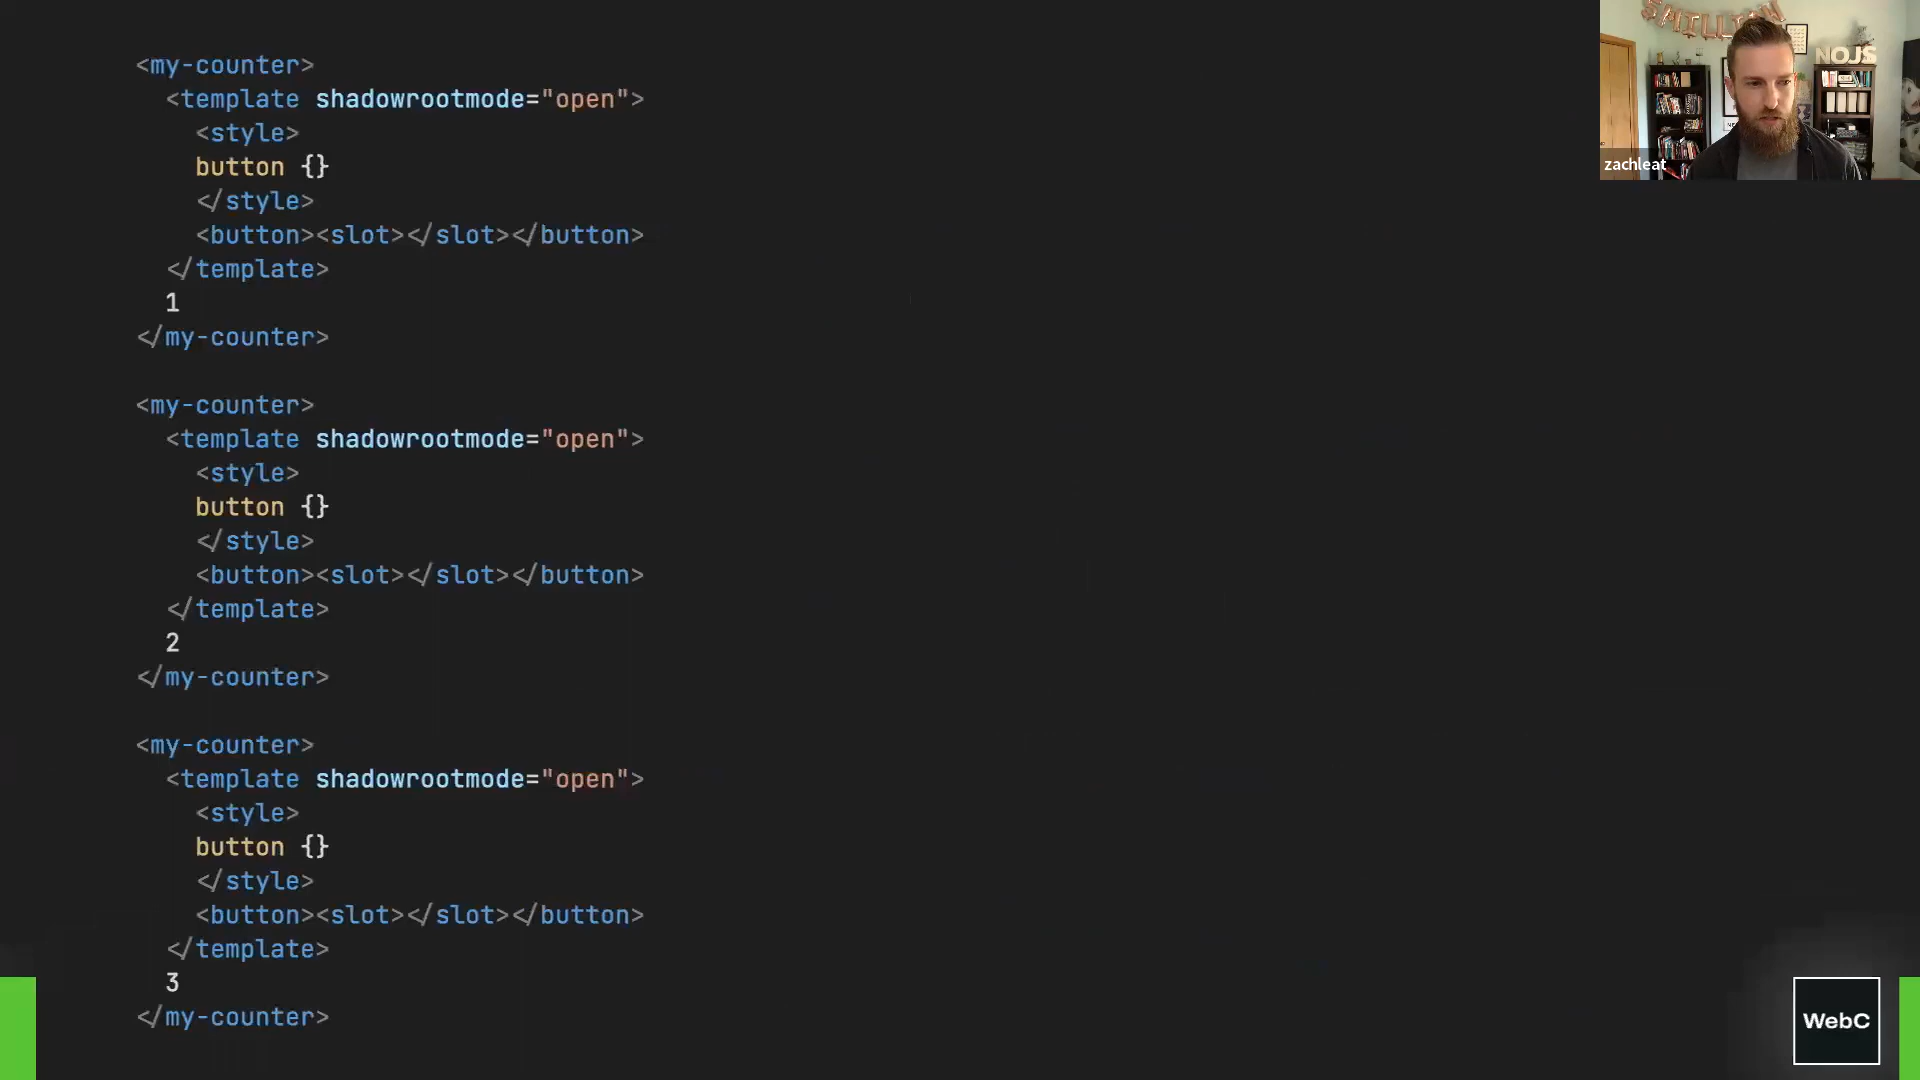 <my-counter>
  <template shadowrootmode="open">
    <style>
    button {}
    </style>
    <button><slot></slot></button>
  </template>
  1
</my-counter>

<my-counter>
  <template shadowrootmode="open">
    <style>
    button {}
    </style>
    <button><slot></slot></button>
  </template>
  2
</my-counter>

<my-counter>
  <template shadowrootmode="open">
    <style>
    button {}
    </style>
    <button><slot></slot></button>
  </template>
  3
</my-counter>
NOJS
zachleat
WebC